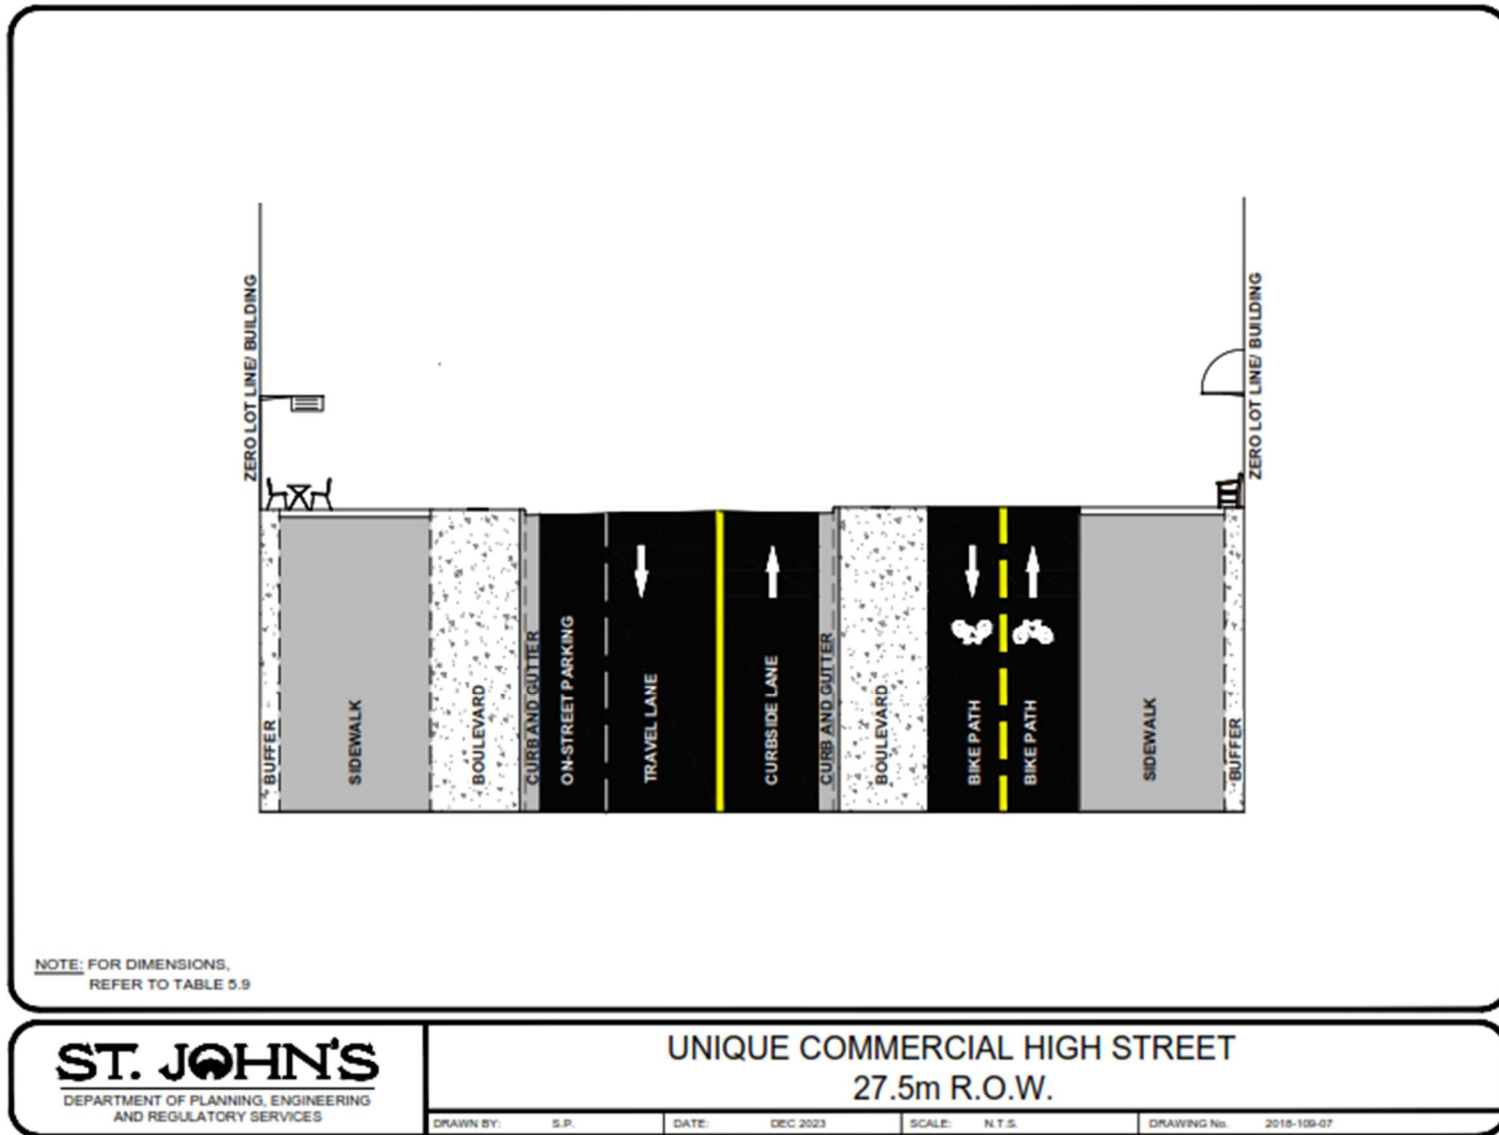 ZERO LOT LINE/ BUILDING
ZERO LOT LINE/ BUILDING
BUFFER
SIDEWALK
BOULEVARD
CURB AND GUTTER
ON-STREET PARKING
TRAVEL LANE
CURBSIDE LANE
CURB AND GUTTER
BOULEVARD
BIKE PATH
BIKE PATH
SIDEWALK
BUFFER
NOTE: FOR DIMENSIONS,
REFER TO TABLE 5.9
ST. JOHN'S
DEPARTMENT OF PLANNING, ENGINEERING
AND REGULATORY SERVICES
UNIQUE COMMERCIAL HIGH STREET
27.5m R.O.W.
DRAWN BY: S.P. DATE: DEC 2023 SCALE: N.T.S. DRAWING No. 2018-109-07